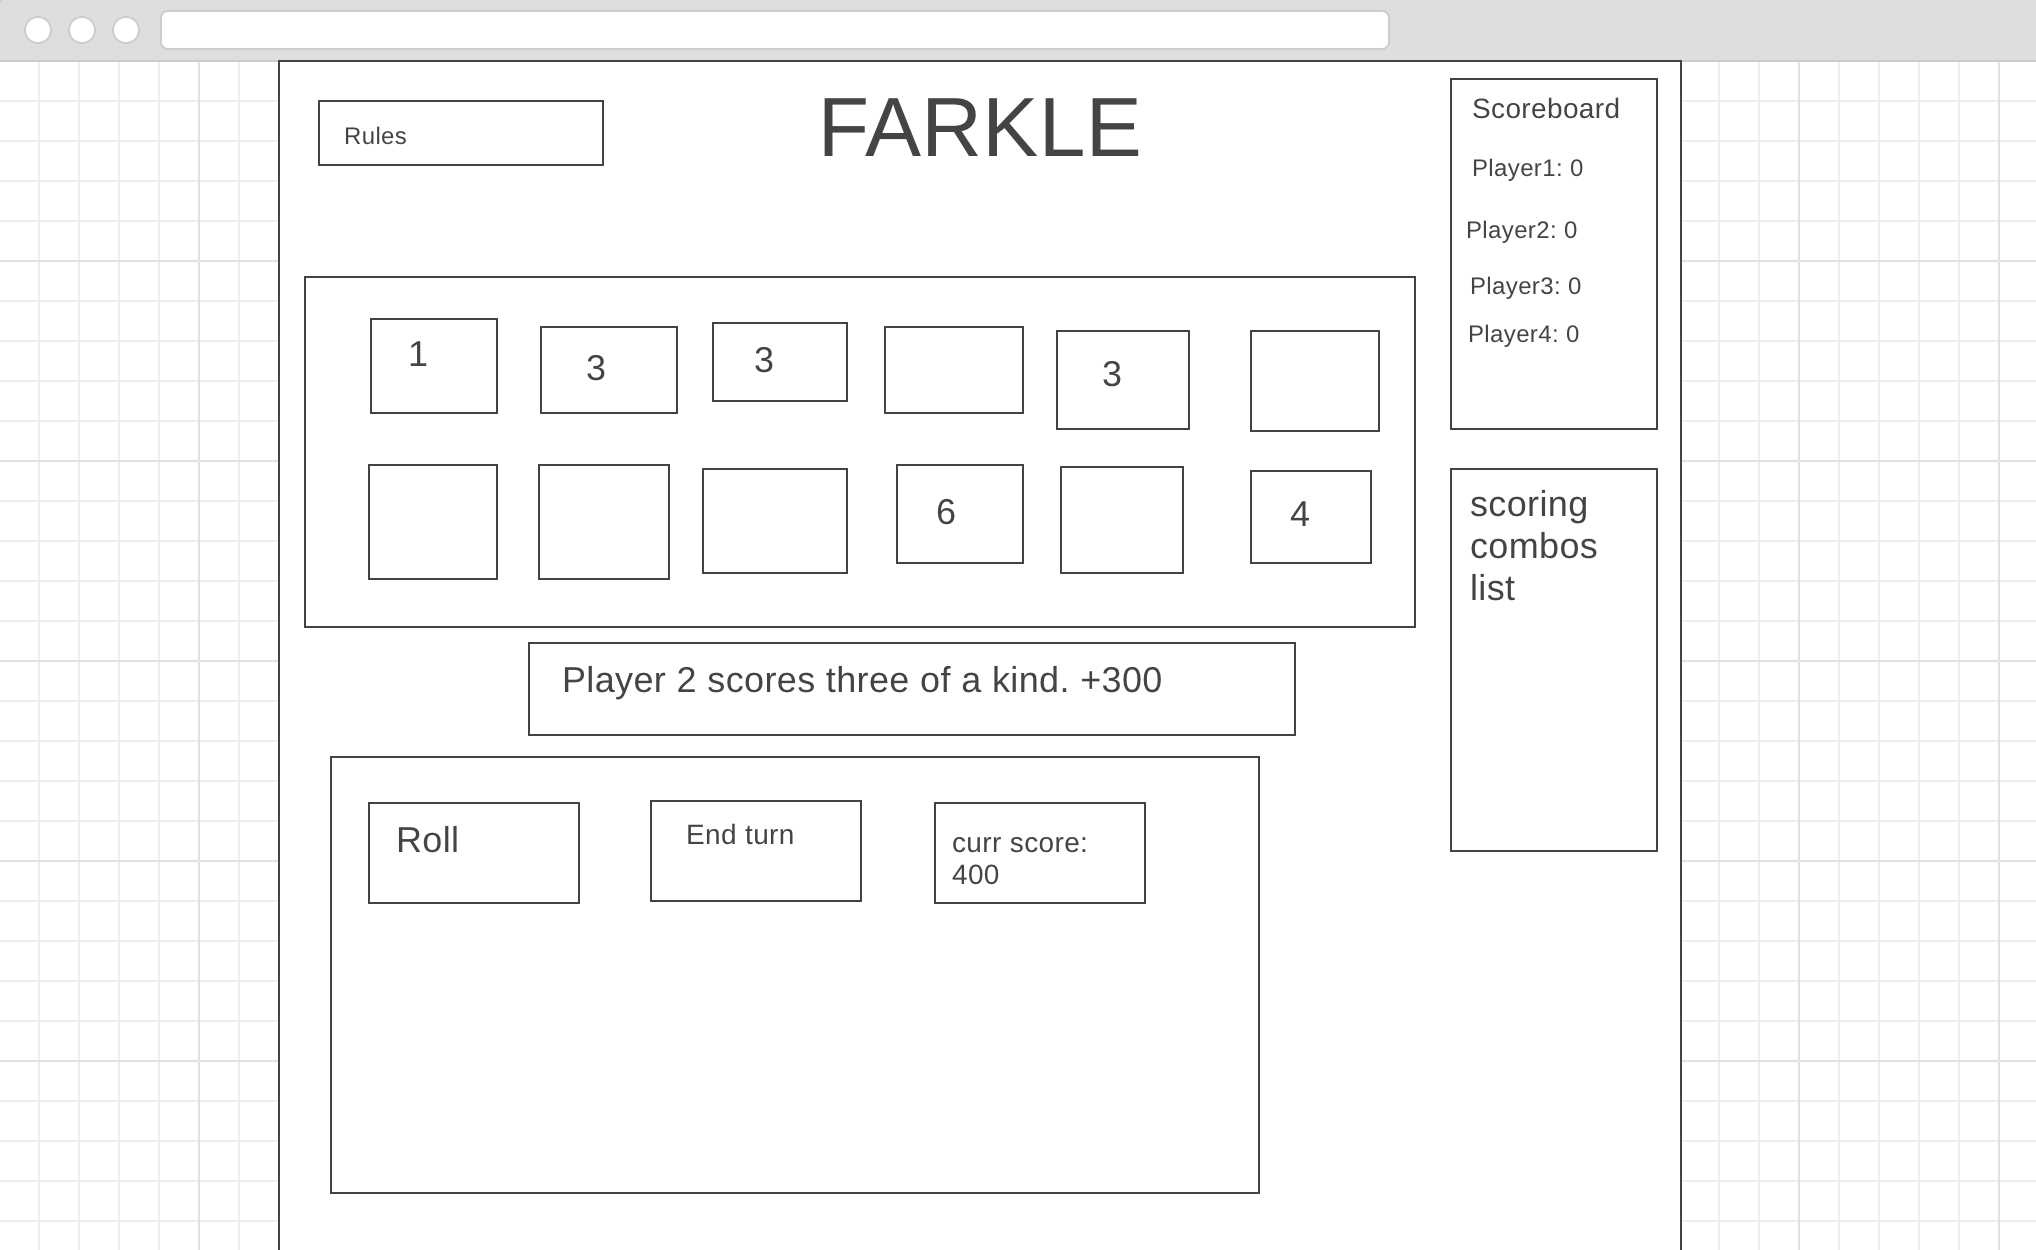 Rules
FARKLE
Scoreboard
Player1: 0
Player2: 0
Player3: 0
Player4: 0
1
3
3
3
6
4
scoring
combos
list
Player 2 scores three of a kind. +300
Roll
End turn
curr score:
400